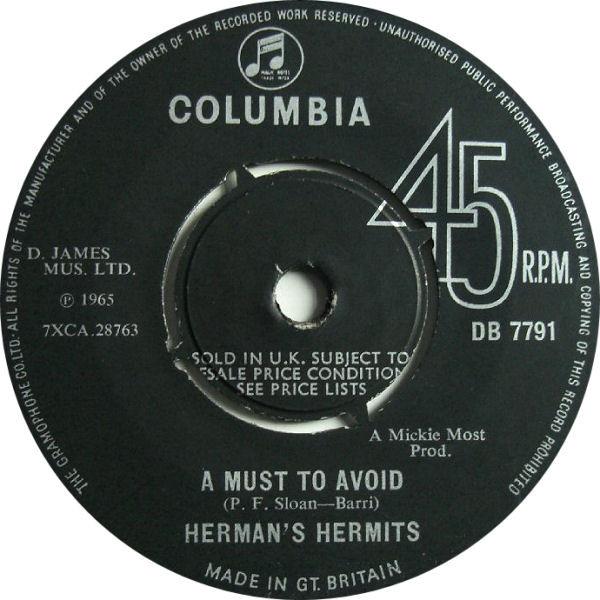 THE GRAMOPHONE CO. LTD. · ALL RIGHTS OF THE MANUFACTURER AND OF THE OWNER OF THE RECORDED WORK RESERVED · UNAUTHORISED PUBLIC PERFORMANCE BROADCASTING AND COPYING OF THIS RECORD PROHIBITED
COLUMBIA
45
R.P.M.
D. JAMES
MUS. LTD.
℗ 1965
7XCA.28763
DB 7791
SOLD IN U.K. SUBJECT TO
ESALE PRICE CONDITION
SEE PRICE LISTS
A Mickie Most
Prod.
A MUST TO AVOID
(P. F. Sloan—Barri)
HERMAN'S HERMITS
MADE IN GT. BRITAIN